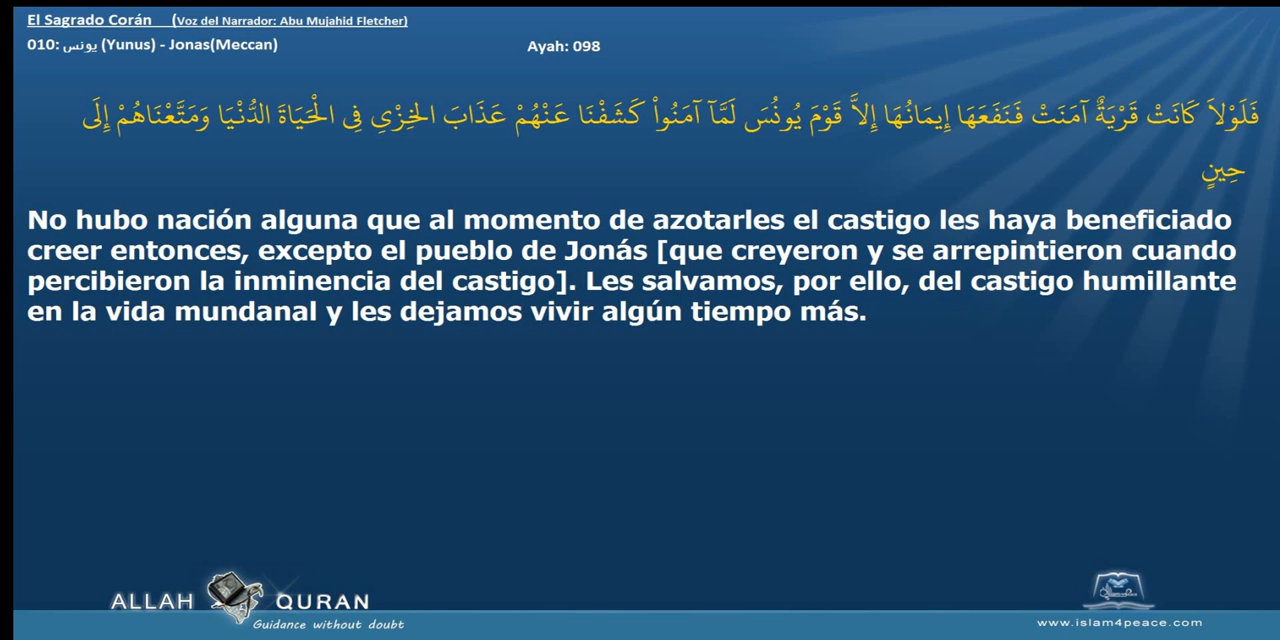 El Sagrado Corán (Voz del Narrador: Abu Mujahid Fletcher)
010: يونس (Yunus) - Jonas(Meccan)
Ayah: 098
فَلَوْلاَ كَانَتْ قَرْيَةٌ آمَنَتْ فَنَفَعَهَا إِيمَانُهَا إِلاَّ قَوْمَ يُونُسَ لَمَّآ آمَنُواْ كَشَفْنَا عَنْهُمْ عَذَابَ الخِزْيِ فِي الْحَيَاةَ الدُّنْيَا وَمَتَّعْنَاهُمْ إِلَى
حِينٍ
No hubo nación alguna que al momento de azotarles el castigo les haya beneficiado
creer entonces, excepto el pueblo de Jonás [que creyeron y se arrepintieron cuando
percibieron la inminencia del castigo]. Les salvamos, por ello, del castigo humillante
en la vida mundanal y les dejamos vivir algún tiempo más.
ALLAH QURAN
Guidance without doubt
www.islam4peace.com